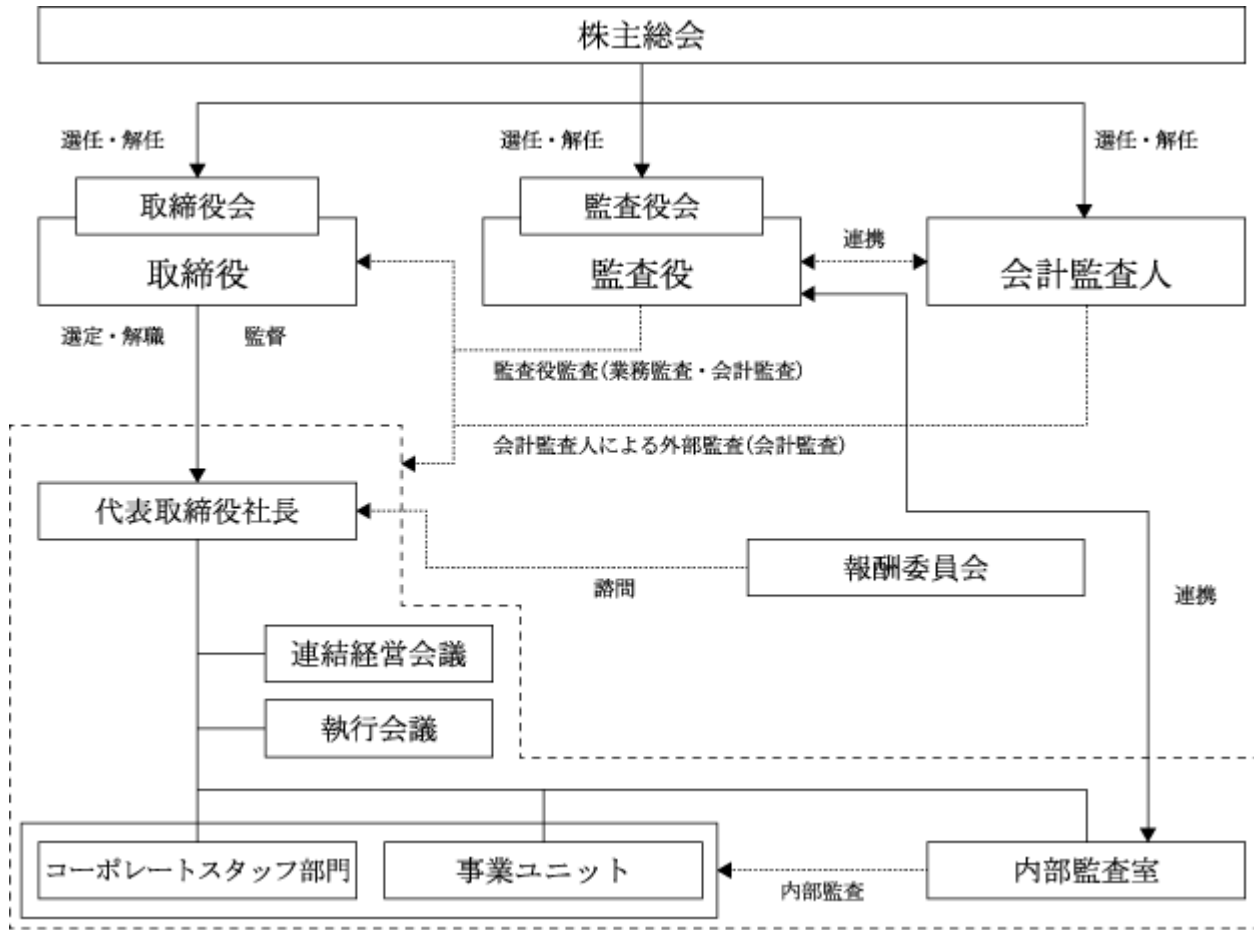 株主総会
選任・解任
選任・解任
選任・解任
取締役会
監査役会
取締役
監査役
連携
会計監査人
選定・解職
監督
監査役監査(業務監査・会計監査)
会計監査人による外部監査(会計監査)
代表取締役社長
報酬委員会
諮問
連携
連結経営会議
執行会議
コーポレートスタッフ部門
事業ユニット
内部監査
内部監査室